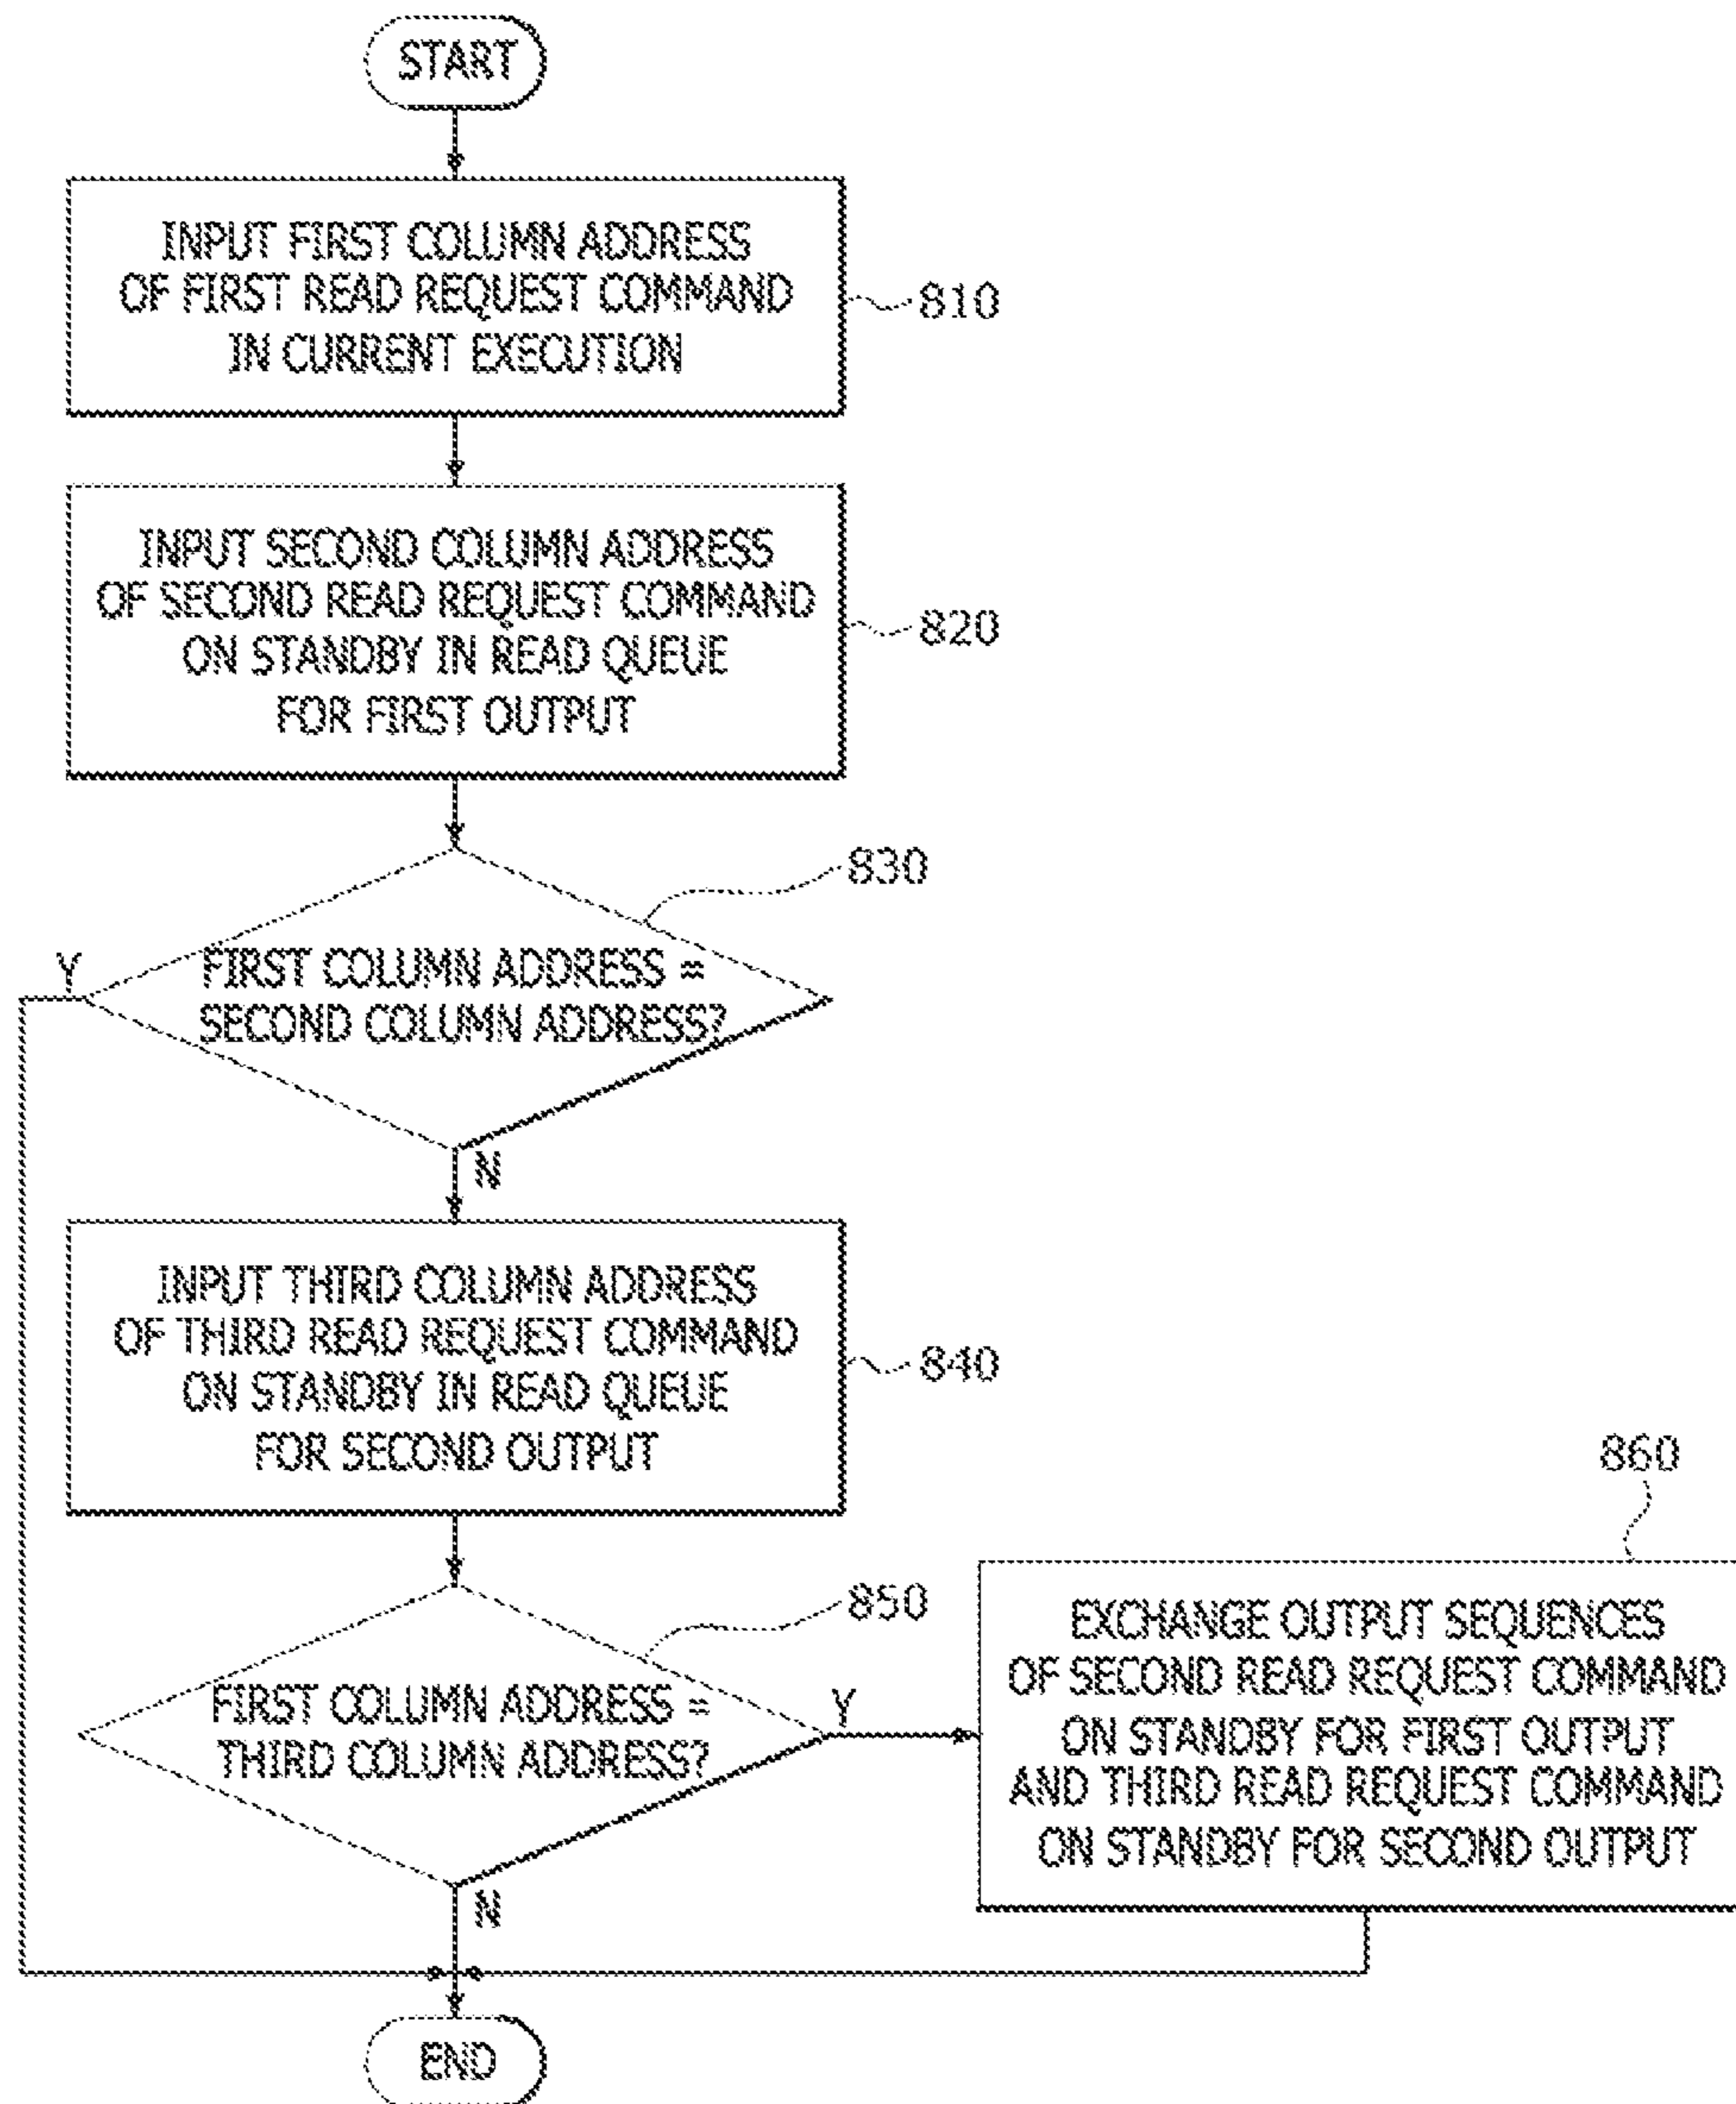 START
INPUT FIRST COLUMN ADDRESS
OF FIRST READ REQUEST COMMAND
IN CURRENT EXECUTION
810
INPUT SECOND COLUMN ADDRESS
OF SECOND READ REQUEST COMMAND
ON STANDBY IN READ QUEUE
FOR FIRST OUTPUT
820
830
Y
FIRST COLUMN ADDRESS =
SECOND COLUMN ADDRESS?
N
INPUT THIRD COLUMN ADDRESS
OF THIRD READ REQUEST COMMAND
ON STANDBY IN READ QUEUE
FOR SECOND OUTPUT
840
850
FIRST COLUMN ADDRESS =
THIRD COLUMN ADDRESS?
Y
N
860
EXCHANGE OUTPUT SEQUENCES
OF SECOND READ REQUEST COMMAND
ON STANDBY FOR FIRST OUTPUT
AND THIRD READ REQUEST COMMAND
ON STANDBY FOR SECOND OUTPUT
END